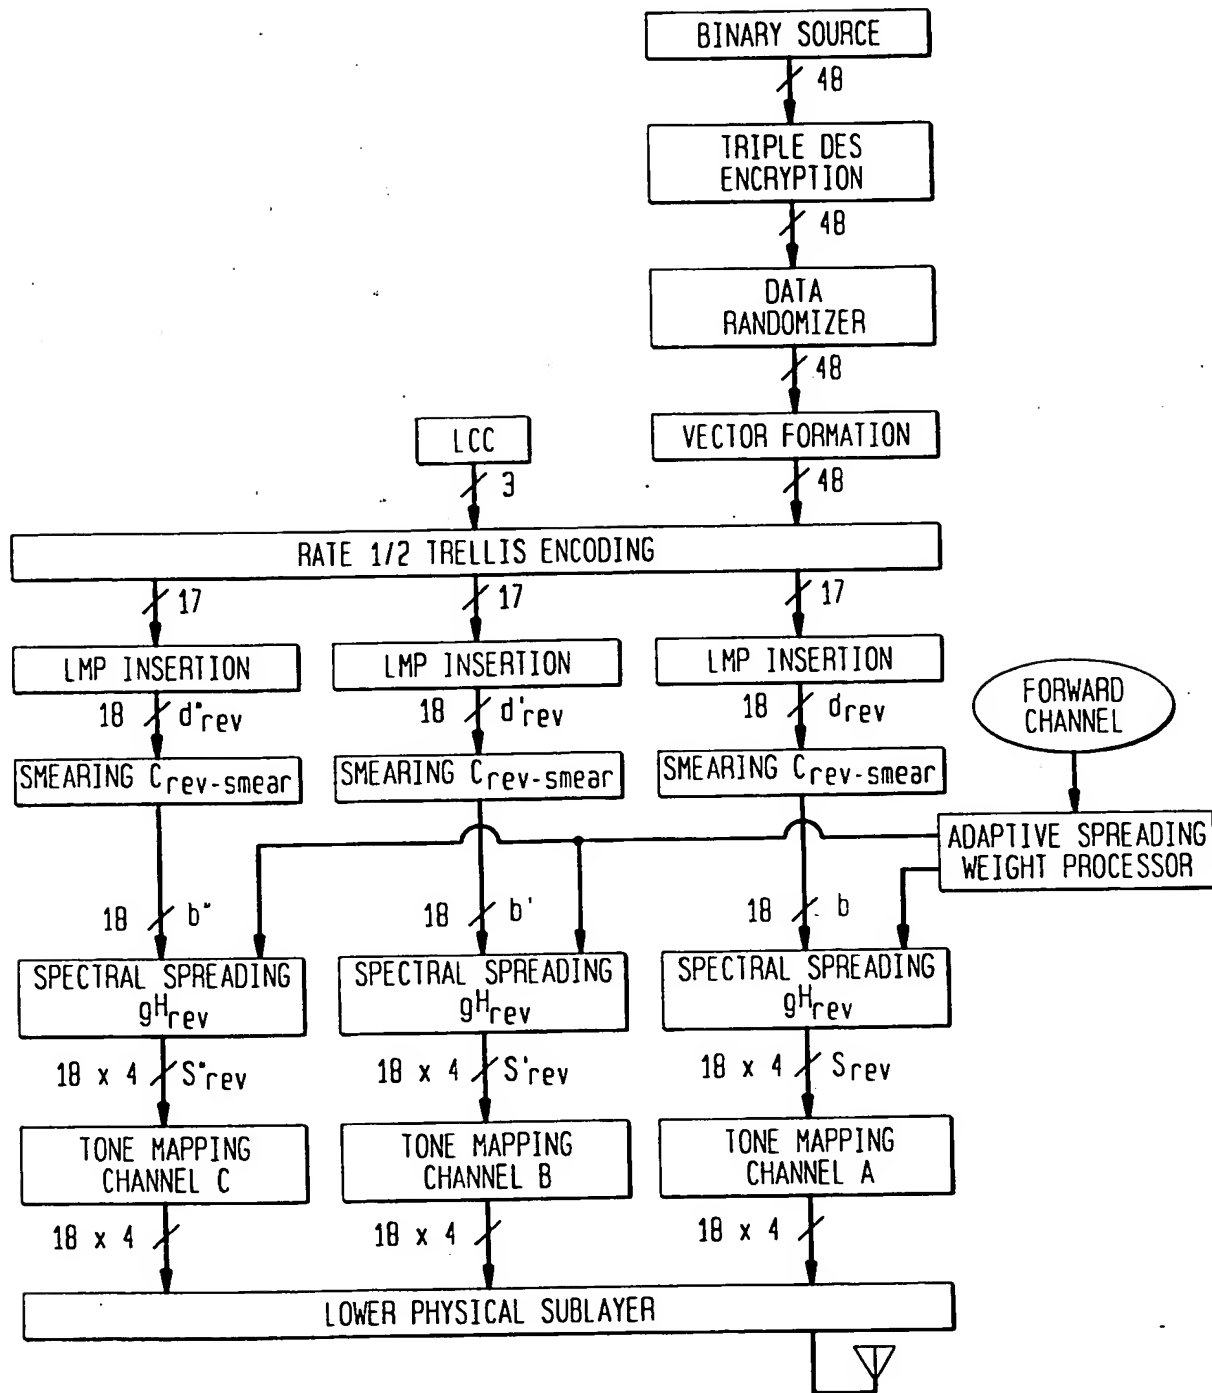 BINARY SOURCE
48
TRIPLE DES
ENCRYPTION
48
DATA
RANDOMIZER
48
LCC
VECTOR FORMATION
3
48
RATE 1/2 TRELLIS ENCODING
17
17
17
LMP INSERTION
LMP INSERTION
LMP INSERTION
FORWARD
CHANNEL
18 d"rev
18 d'rev
18 drev
SMEARING Crev-smear
SMEARING Crev-smear
SMEARING Crev-smear
ADAPTIVE SPREADING
WEIGHT PROCESSOR
18 b"
18 b'
18 b
SPECTRAL SPREADING
gHrev
SPECTRAL SPREADING
gHrev
SPECTRAL SPREADING
gHrev
18 x 4 S"rev
18 x 4 S'rev
18 x 4 Srev
TONE MAPPING
CHANNEL C
TONE MAPPING
CHANNEL B
TONE MAPPING
CHANNEL A
18 x 4
18 x 4
18 x 4
LOWER PHYSICAL SUBLAYER